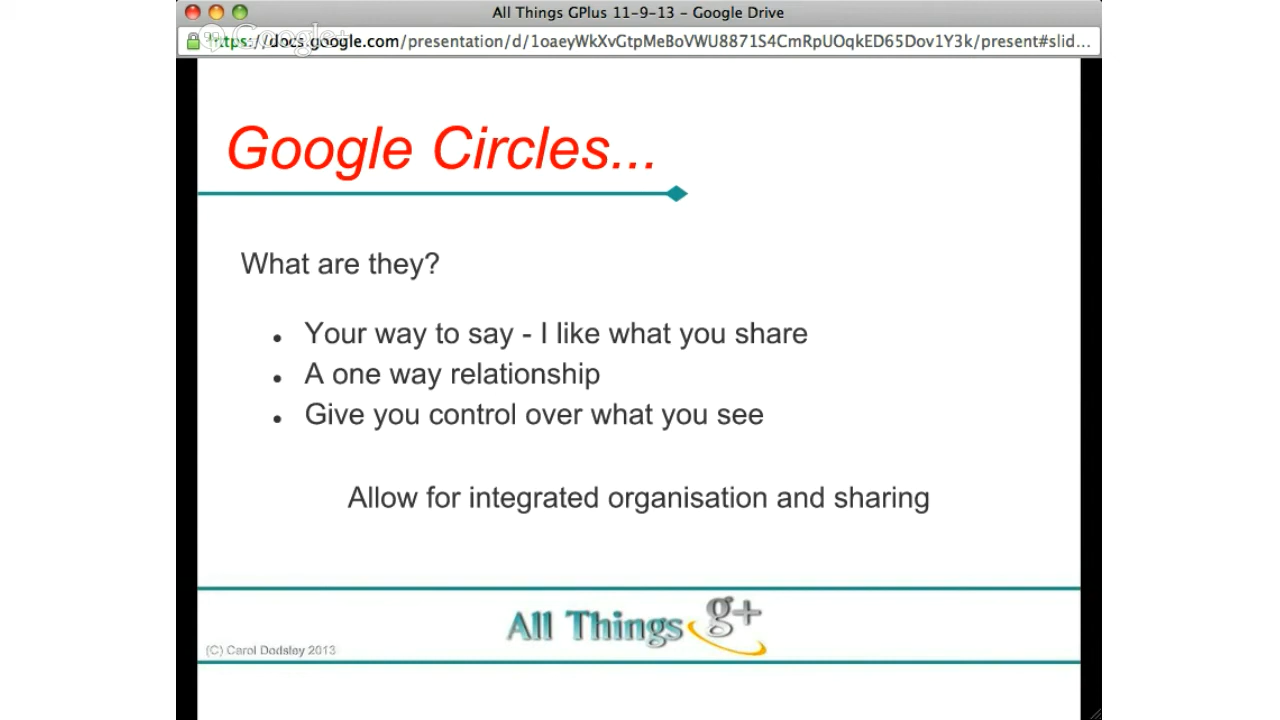 All Things GPlus 11-9-13 – Google Drive
Google+
https://docs.google.com/presentation/d/1oaeyWkXvGtpMeBoVWU8871S4CmRpUOqkED65Dov1Y3k/present#slid...
Google Circles...
What are they?
• Your way to say - I like what you share
• A one way relationship
• Give you control over what you see
Allow for integrated organisation and sharing
All Things g+
(C) Carol Dodsley 2013